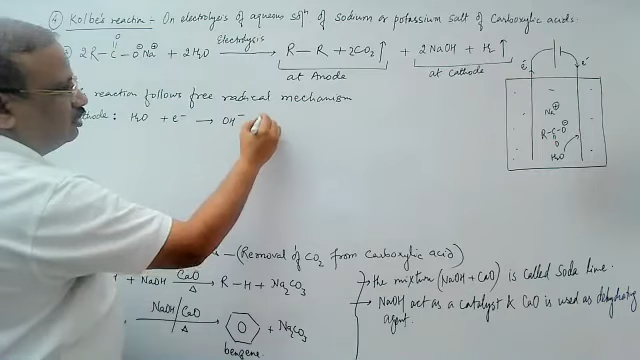 ④ Kolbe's reaction - On electrolysis of aqueous solⁿ of sodium or potassium salt of Carboxylic acids.
2R-C-O⊖Na⊕ + 2H₂O —Electrolysis→ R—R + 2CO₂↑ + 2NaOH + H₂↑
O
at Anode
at Cathode
reaction follows free radical mechanism
thode: H₂O + e⁻ → OH⁻
e⁻
e⁻
Na⊕
R-C-O⊖
O
H₂O
—(Removal of CO₂ from carboxylic acid)
+ NaOH —CaO/Δ→ R-H + Na₂CO₃
→ the mixture (NaOH + CaO) is called Soda lime.
→ NaOH act as a catalyst & CaO is used as dehydrating
agent.
NaOH/CaO
Δ
+ Na₂CO₃
benzene.